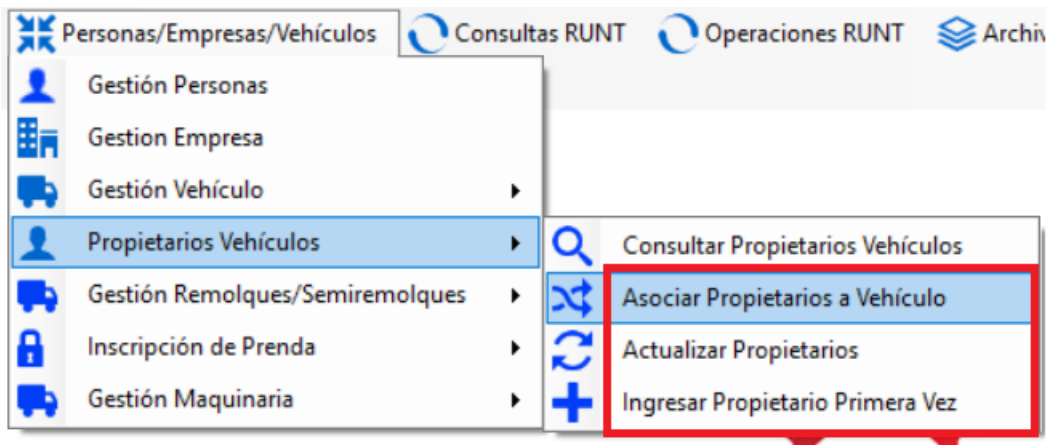 Personas/Empresas/Vehículos Consultas RUNT Operaciones RUNT
Gestión Personas
Gestion Empresa
Gestión Vehículo
Propietarios Vehículos
Gestión Remolques/Semiremolques
Inscripción de Prenda
Gestión Maquinaria
Consultar Propietarios Vehículos
Asociar Propietarios a Vehículo
Actualizar Propietarios
Ingresar Propietario Primera Vez